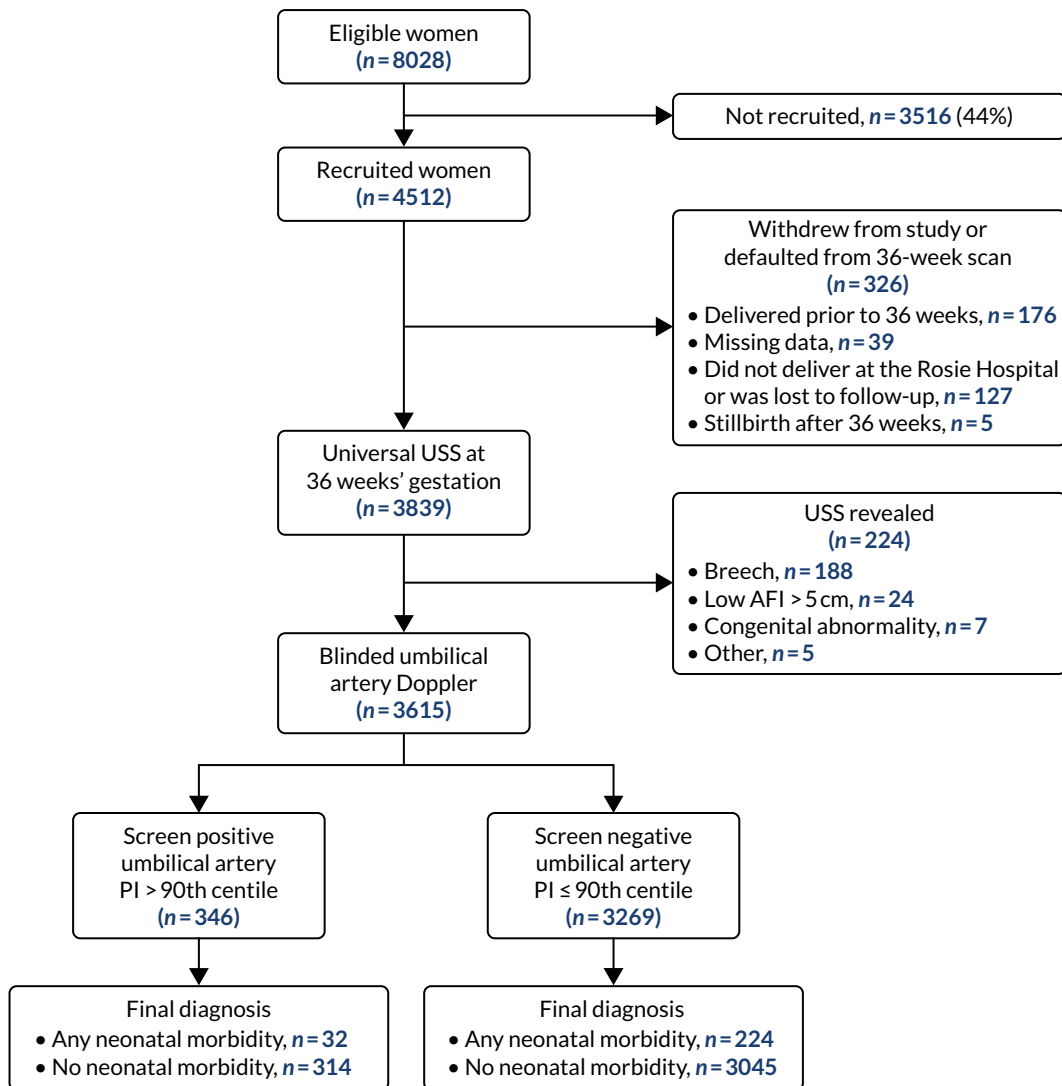 Eligible women
(n = 8028)
Not recruited, n = 3516 (44%)
Recruited women
(n = 4512)
Withdrew from study or
defaulted from 36-week scan
(n = 326)
• Delivered prior to 36 weeks, n = 176
• Missing data, n = 39
• Did not deliver at the Rosie Hospital
or was lost to follow-up, n = 127
• Stillbirth after 36 weeks, n = 5
Universal USS at
36 weeks’ gestation
(n = 3839)
USS revealed
(n = 224)
• Breech, n = 188
• Low AFI > 5 cm, n = 24
• Congenital abnormality, n = 7
• Other, n = 5
Blinded umbilical
artery Doppler
(n = 3615)
Screen positive
umbilical artery
PI > 90th centile
(n = 346)
Screen negative
umbilical artery
PI ≤ 90th centile
(n = 3269)
Final diagnosis
• Any neonatal morbidity, n = 32
• No neonatal morbidity, n = 314
Final diagnosis
• Any neonatal morbidity, n = 224
• No neonatal morbidity, n = 3045